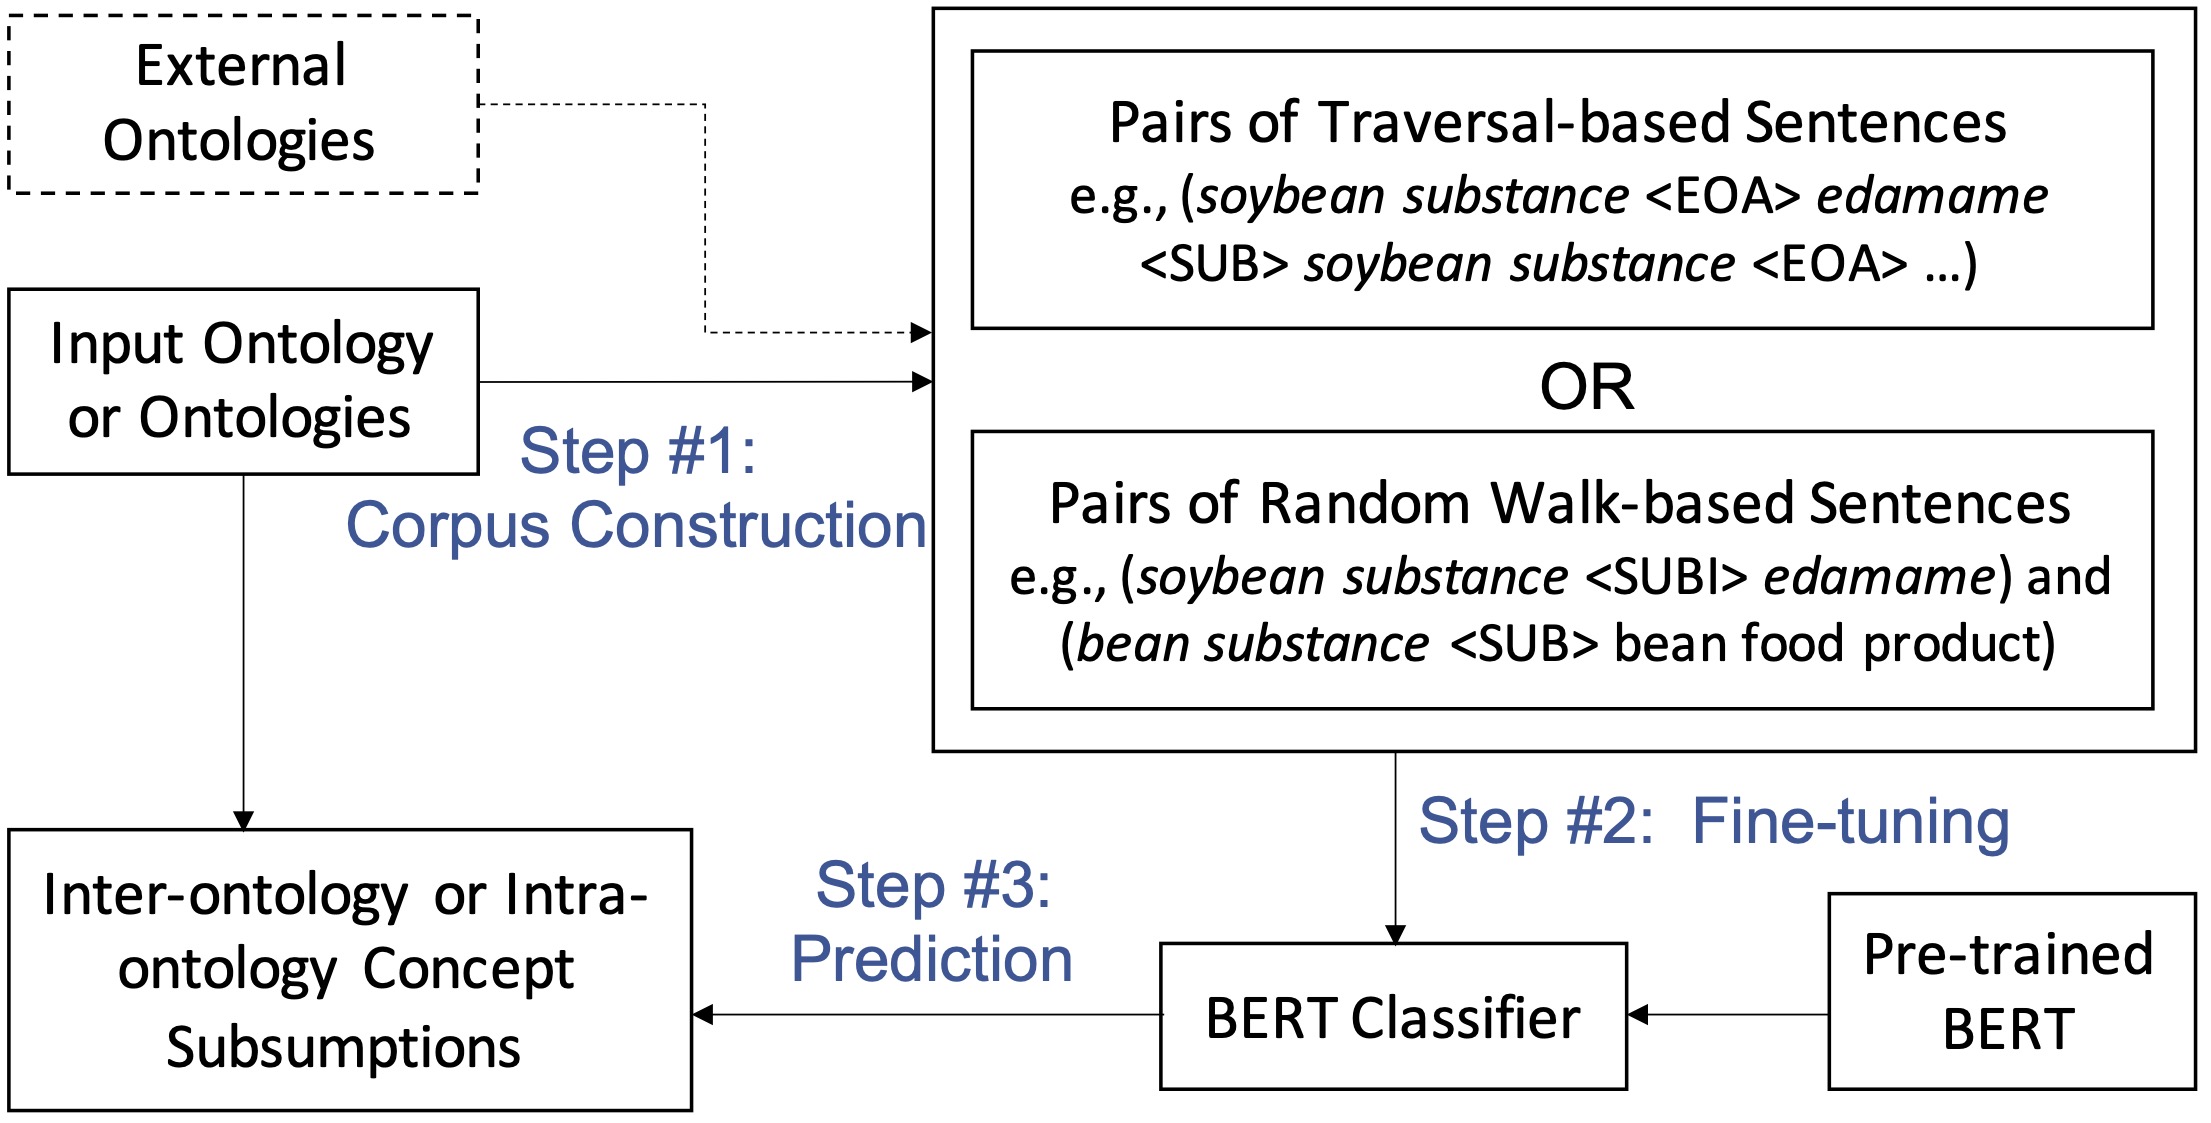 External
Ontologies
Input Ontology
or Ontologies
Step #1:
Corpus Construction
Pairs of Traversal-based Sentences
e.g., (soybean substance <EOA> edamame
<SUB> soybean substance <EOA> ...)
OR
Pairs of Random Walk-based Sentences
e.g., (soybean substance <SUBI> edamame) and
(bean substance <SUB> bean food product)
Step #2:  Fine-tuning
Pre-trained
BERT
BERT Classifier
Step #3:
Prediction
Inter-ontology or Intra-
ontology Concept
Subsumptions